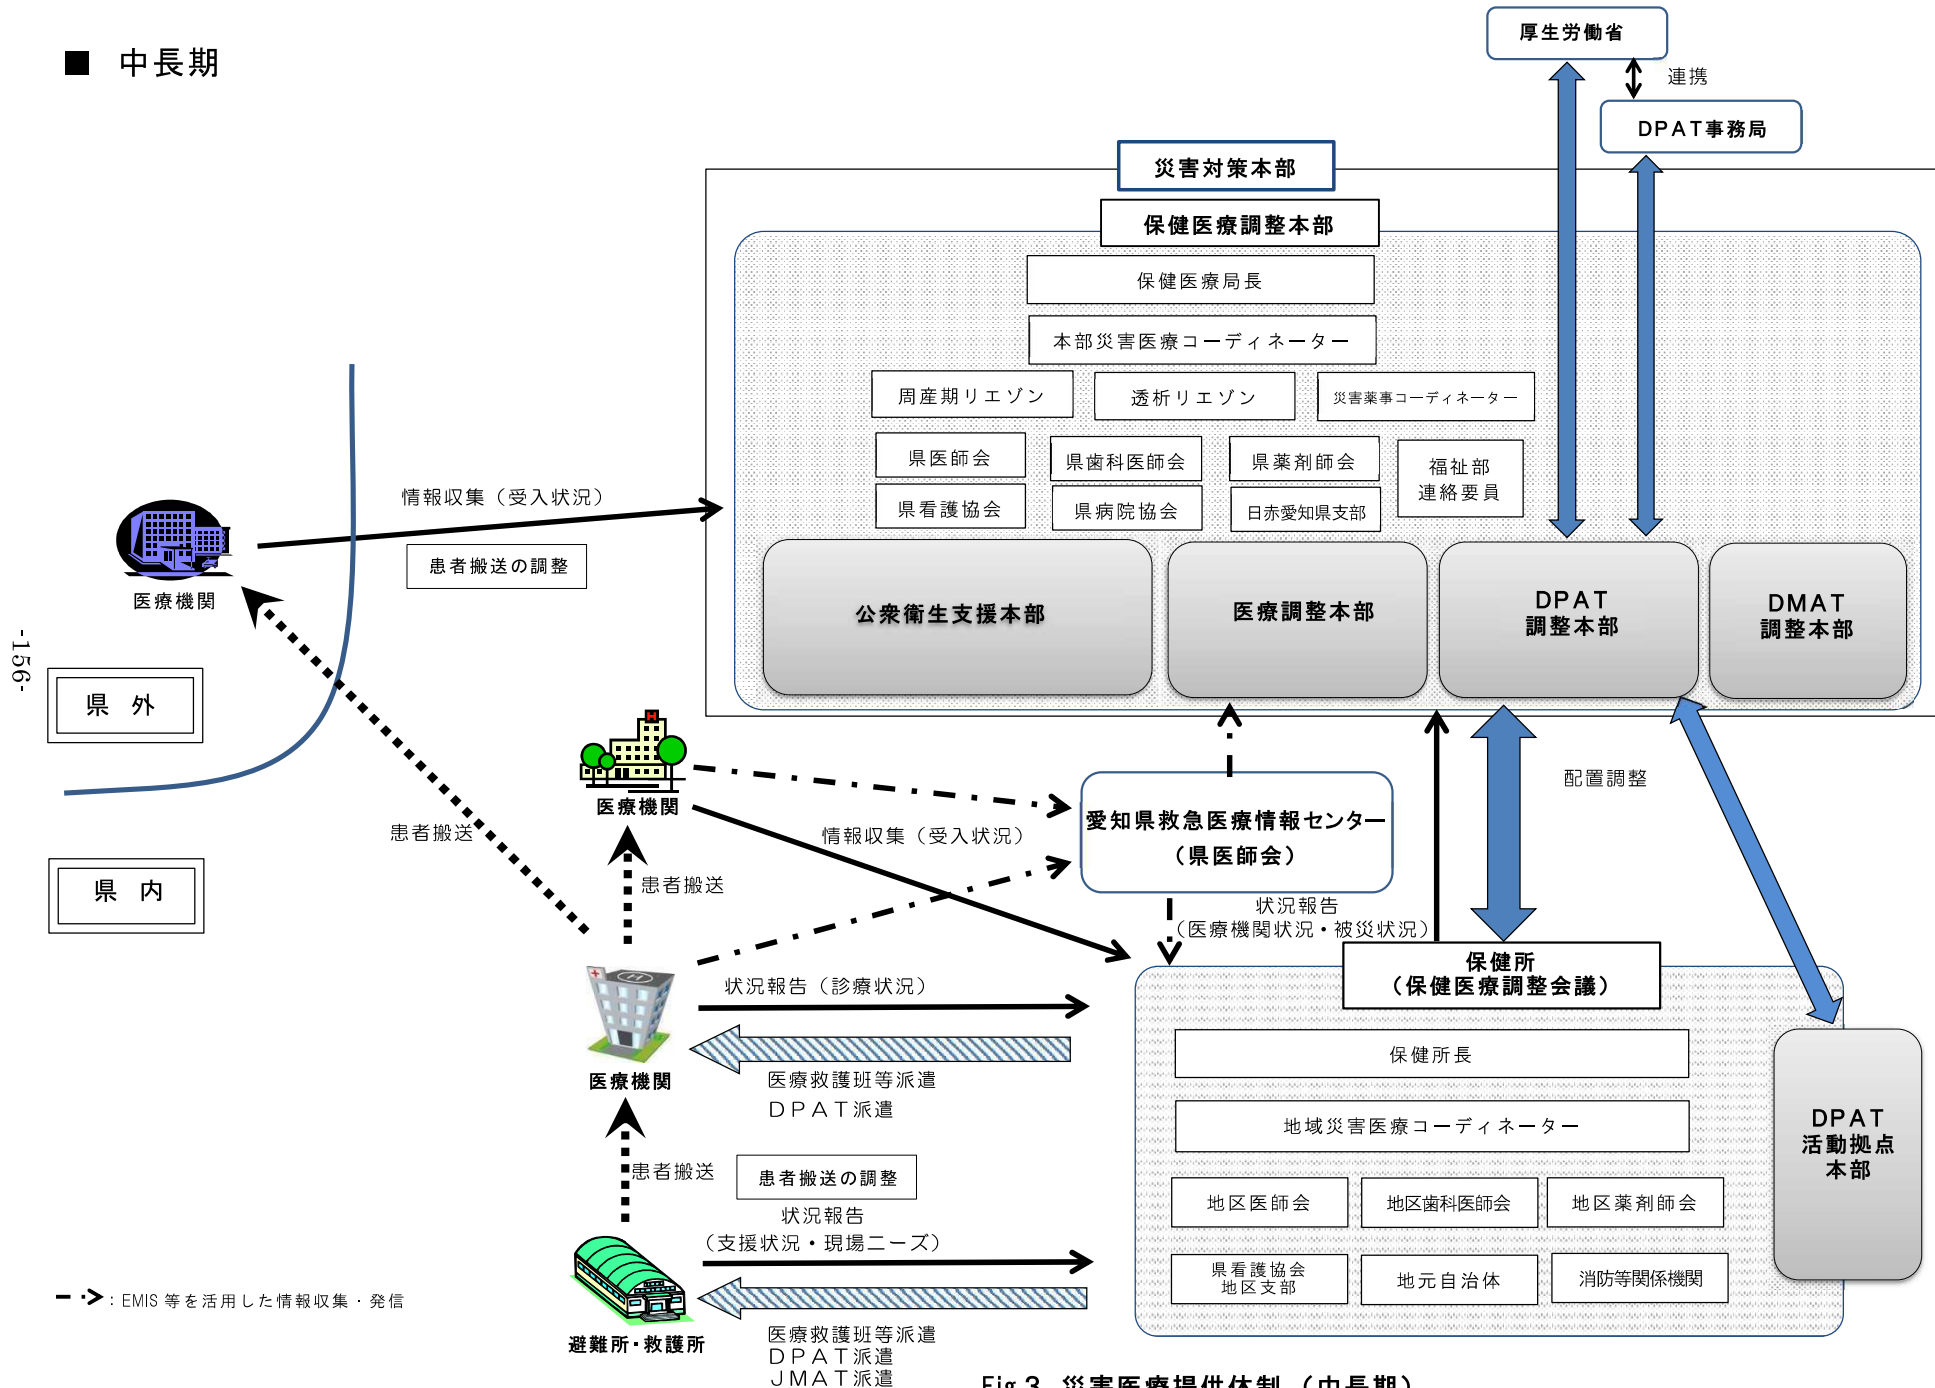 ■ 中長期
厚生労働省
連携
DPAT事務局
災害対策本部
保健医療調整本部
保健医療局長
本部災害医療コーディネーター
周産期リエゾン
透析リエゾン
災害薬事コーディネーター
県医師会
県歯科医師会
県薬剤師会
福祉部
連絡要員
県看護協会
県病院協会
日赤愛知県支部
公衆衛生支援本部
医療調整本部
DPAT
調整本部
DMAT
調整本部
情報収集（受入状況）
患者搬送の調整
医療機関
-156-
県 外
県 内
患者搬送
医療機関
患者搬送
情報収集（受入状況）
愛知県救急医療情報センター
（県医師会）
配置調整
状況報告
（医療機関状況・被災状況）
保健所
（保健医療調整会議）
保健所長
地域災害医療コーディネーター
地区医師会
地区歯科医師会
地区薬剤師会
県看護協会
地区支部
地元自治体
消防等関係機関
DPAT
活動拠点
本部
状況報告（診療状況）
医療機関
医療救護班等派遣
DPAT派遣
患者搬送
患者搬送の調整
状況報告
（支援状況・現場ニーズ）
避難所・救護所
医療救護班等派遣
DPAT派遣
JMAT派遣
：EMIS 等を活用した情報収集・発信
Fig.3 災害医療提供体制（中長期）